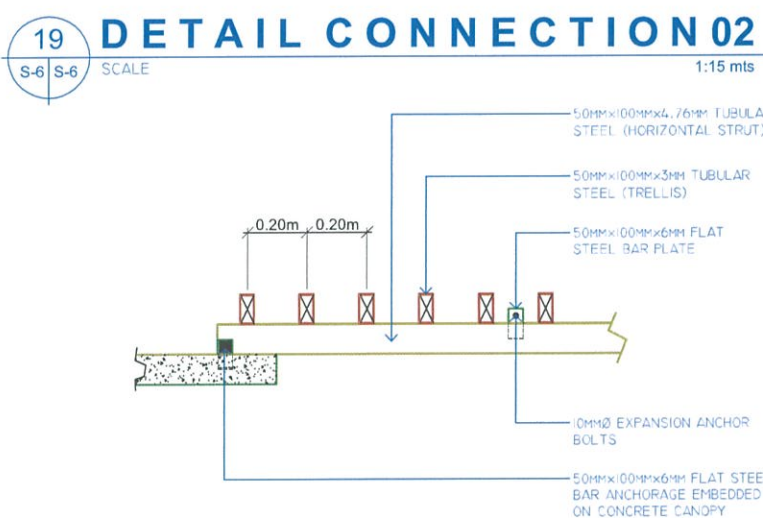 19
DETAIL CONNECTION 02
S-6 S-6
SCALE
1:15 mts
50MMx100MMx4.76MM TUBULA
STEEL (HORIZONTAL STRUT)
50MMx100MMx3MM TUBULAR
STEEL (TRELLIS)
0.20m 0.20m
50MMx100MMx6MM FLAT
STEEL BAR PLATE
10MMØ EXPANSION ANCHOR
BOLTS
50MMx100MMx6MM FLAT STEE
BAR ANCHORAGE EMBEDDED
ON CONCRETE CANOPY